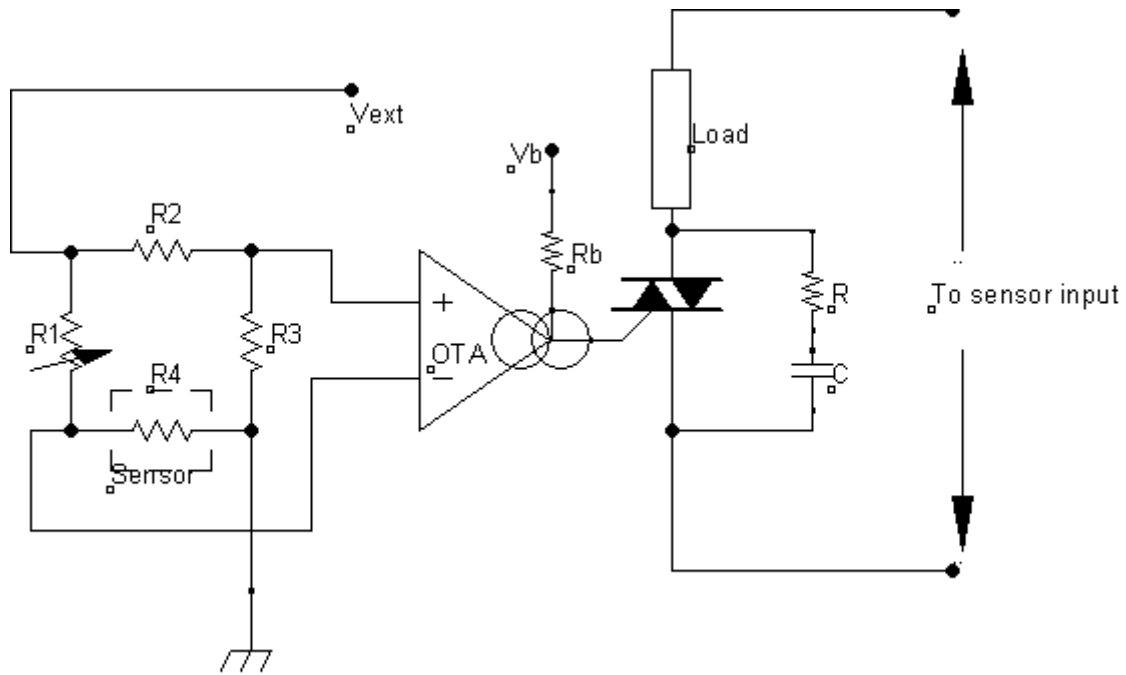 Vext
Vb
Load
R2
Rb
R1
R3
+
OTA
−
R
To sensor input
R4
C
Sensor